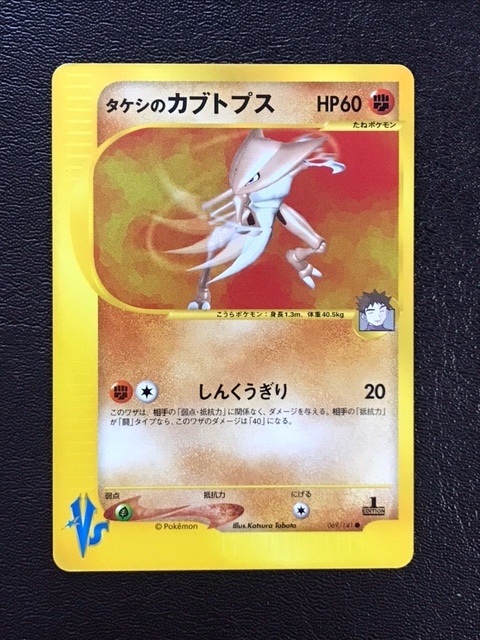 タケシのカブトプス HP60
たねポケモン
こうらポケモン：身長1.3m、体重40.5kg
しんくうぎり 20
このワザは、相手の「弱点・抵抗力」に関係なく、ダメージを与える。相手の「抵抗力」
が「闘」タイプなら、このワザのダメージは「40」になる。
弱点 抵抗力 にげる
© Pokémon Illus.Katsura Tabata 069/141 1 EDITION
VS